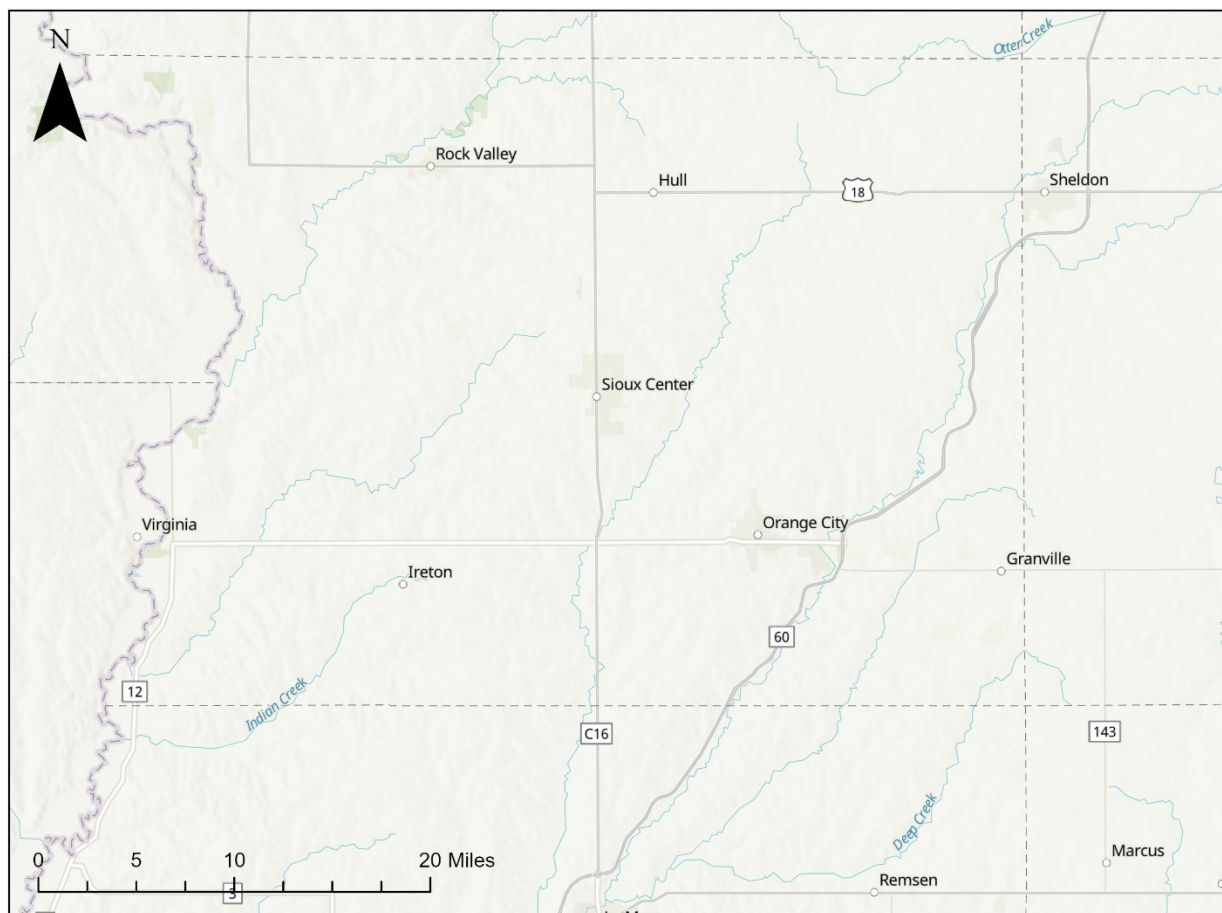 N
Otter Creek
Rock Valley
Hull
18
Sheldon
Sioux Center
Virginia
Orange City
Granville
Ireton
60
12
Indian Creek
C16
143
Deep Creek
Marcus
Remsen
0 5 10 20 Miles
3